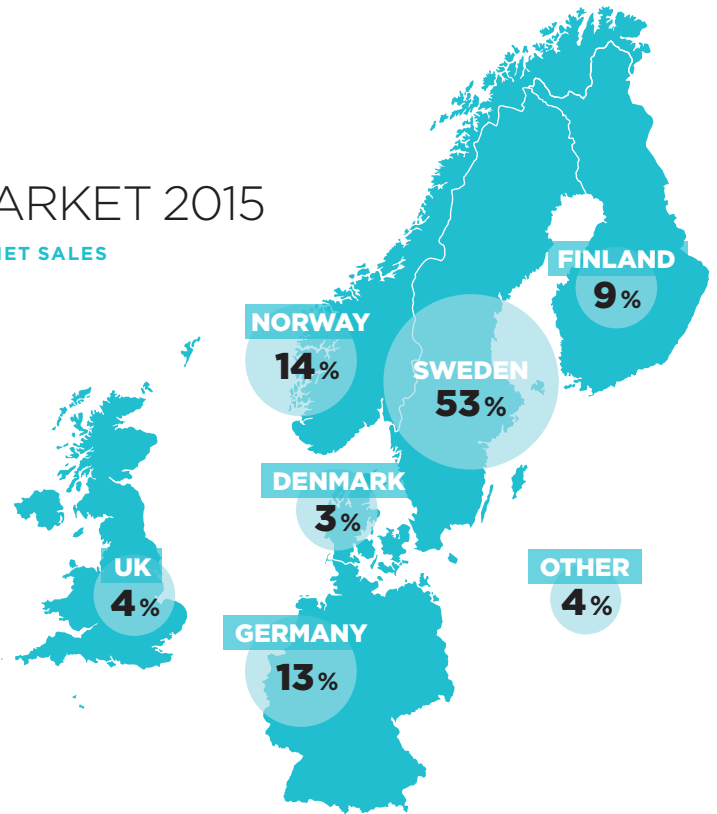 ARKET 2015
NET SALES
FINLAND
9%
NORWAY
14%
SWEDEN
53%
DENMARK
3%
UK
4%
OTHER
4%
GERMANY
13%